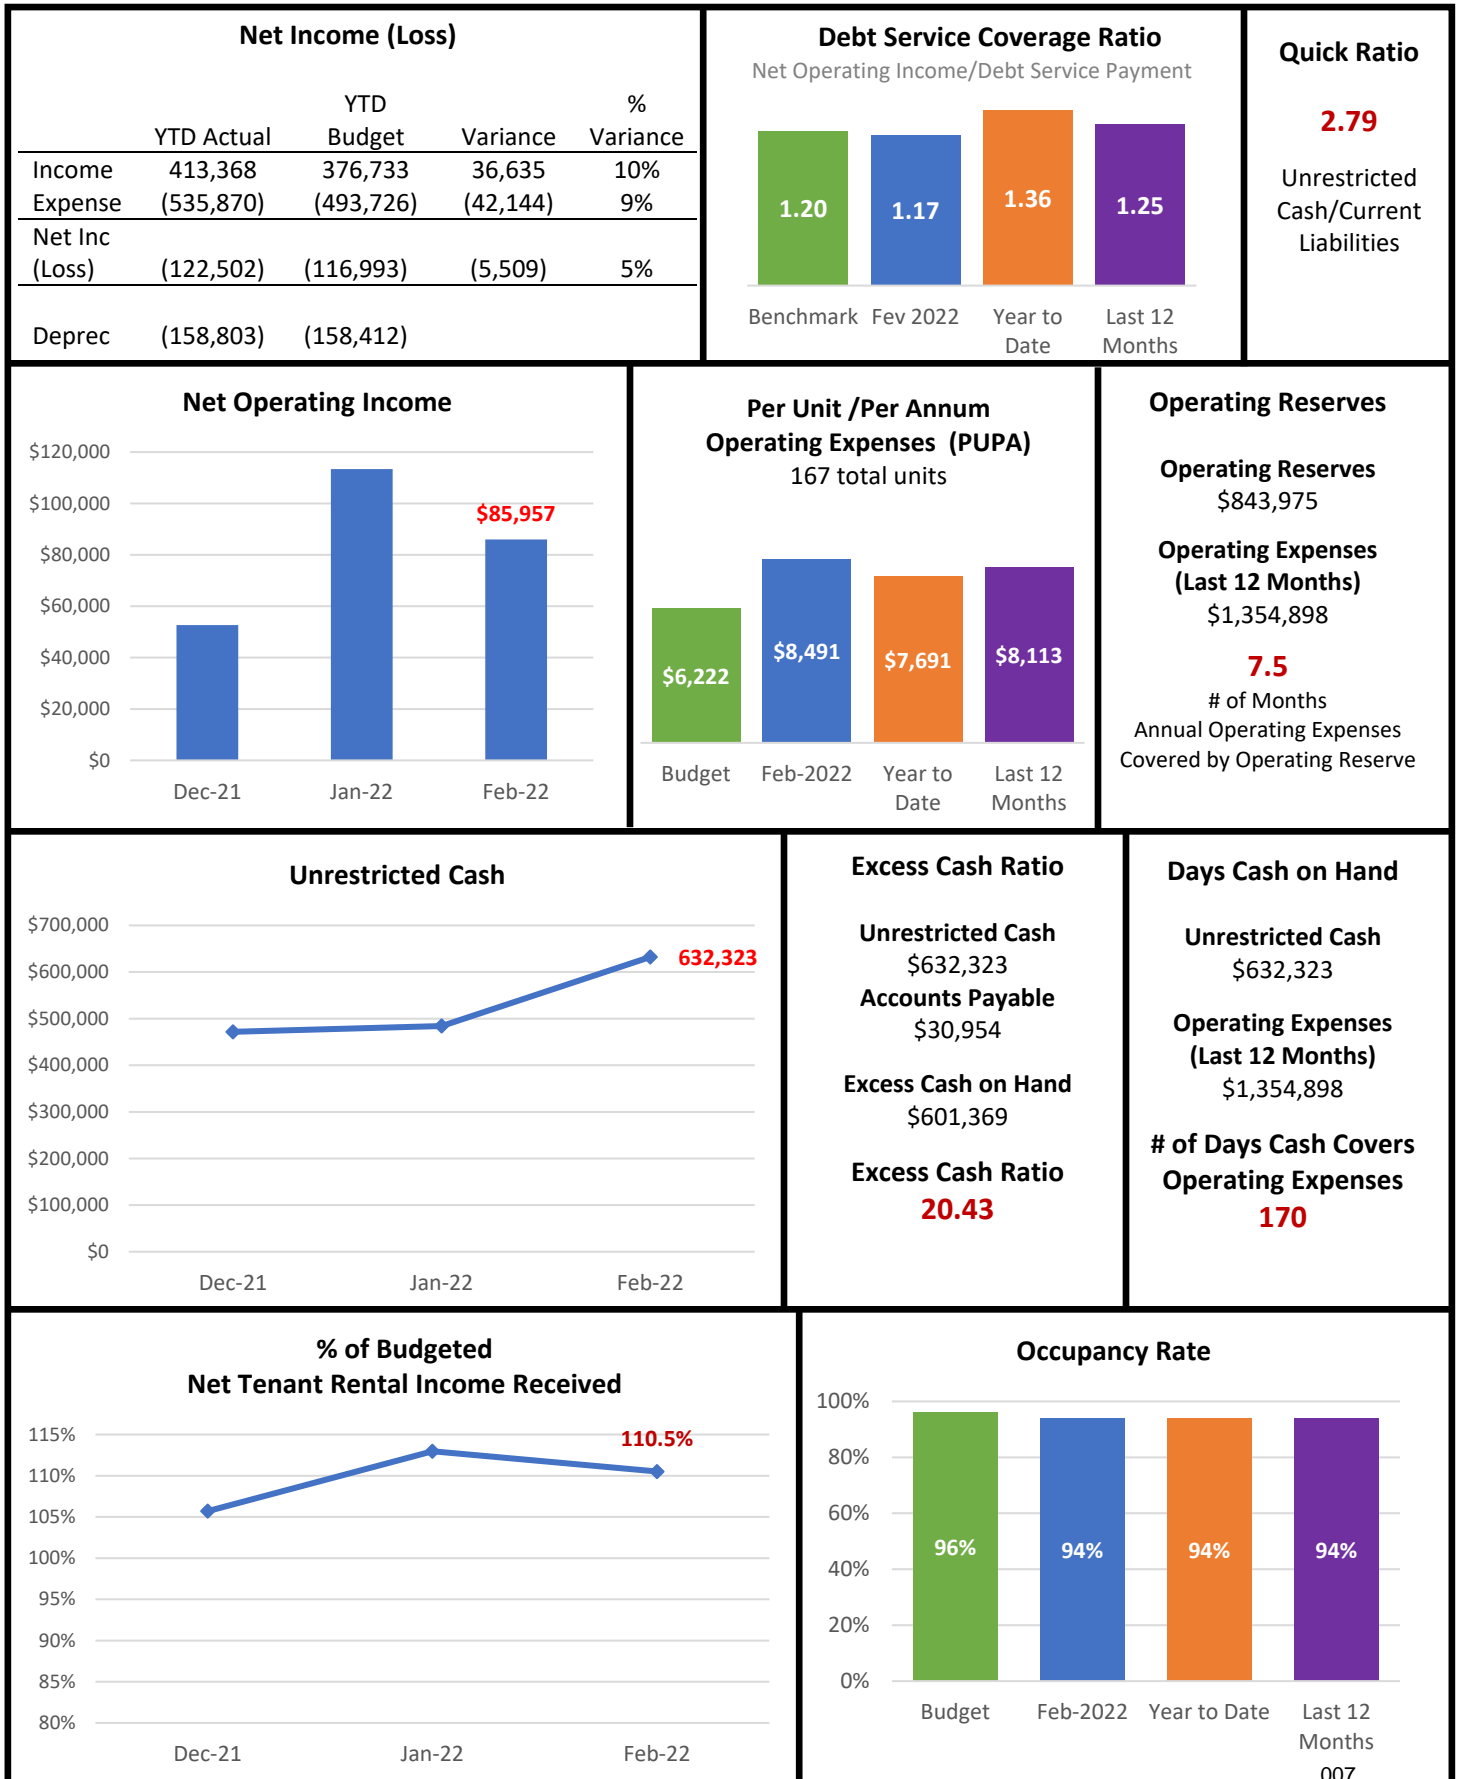 Net Income (Loss)
YTD %
YTD Actual Budget Variance Variance
Income 413,368 376,733 36,635 10%
Expense (535,870) (493,726) (42,144) 9%
Net Inc
(Loss) (122,502) (116,993) (5,509) 5%
Deprec (158,803) (158,412)
Debt Service Coverage Ratio
Net Operating Income/Debt Service Payment
1.20 1.17 1.36 1.25
Benchmark Fev 2022 Year to Last 12
Date Months
Quick Ratio
2.79
Unrestricted
Cash/Current
Liabilities
Net Operating Income
$120,000
$100,000
$85,957
$80,000
$60,000
$40,000
$20,000
$0
Dec-21 Jan-22 Feb-22
Per Unit /Per Annum
Operating Expenses (PUPA)
167 total units
$6,222 $8,491 $7,691 $8,113
Budget Feb-2022 Year to Last 12
Date Months
Operating Reserves
Operating Reserves
$843,975
Operating Expenses
(Last 12 Months)
$1,354,898
7.5
# of Months
Annual Operating Expenses
Covered by Operating Reserve
Unrestricted Cash
$700,000
632,323
$600,000
$500,000
$400,000
$300,000
$200,000
$100,000
$0
Dec-21 Jan-22 Feb-22
Excess Cash Ratio
Unrestricted Cash
$632,323
Accounts Payable
$30,954
Excess Cash on Hand
$601,369
Excess Cash Ratio
20.43
Days Cash on Hand
Unrestricted Cash
$632,323
Operating Expenses
(Last 12 Months)
$1,354,898
# of Days Cash Covers
Operating Expenses
170
% of Budgeted
Net Tenant Rental Income Received
115%
110.5%
110%
105%
100%
95%
90%
85%
80%
Dec-21 Jan-22 Feb-22
Occupancy Rate
100%
80%
60%
40%
20%
0%
96% 94% 94% 94%
Budget Feb-2022 Year to Date Last 12
Months
007